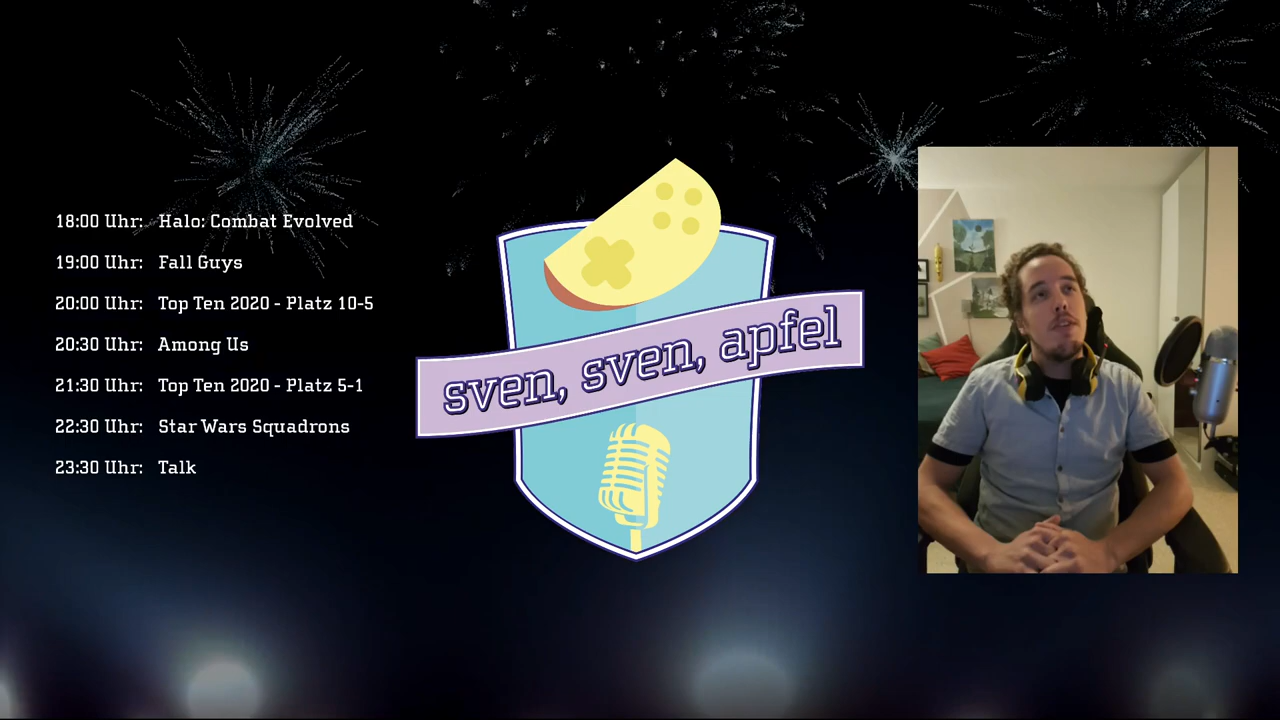 18:00 Uhr: Halo: Combat Evolved
19:00 Uhr: Fall Guys
20:00 Uhr: Top Ten 2020 - Platz 10-5
20:30 Uhr: Among Us
21:30 Uhr: Top Ten 2020 - Platz 5-1
22:30 Uhr: Star Wars Squadrons
23:30 Uhr: Talk
sven, sven, apfel